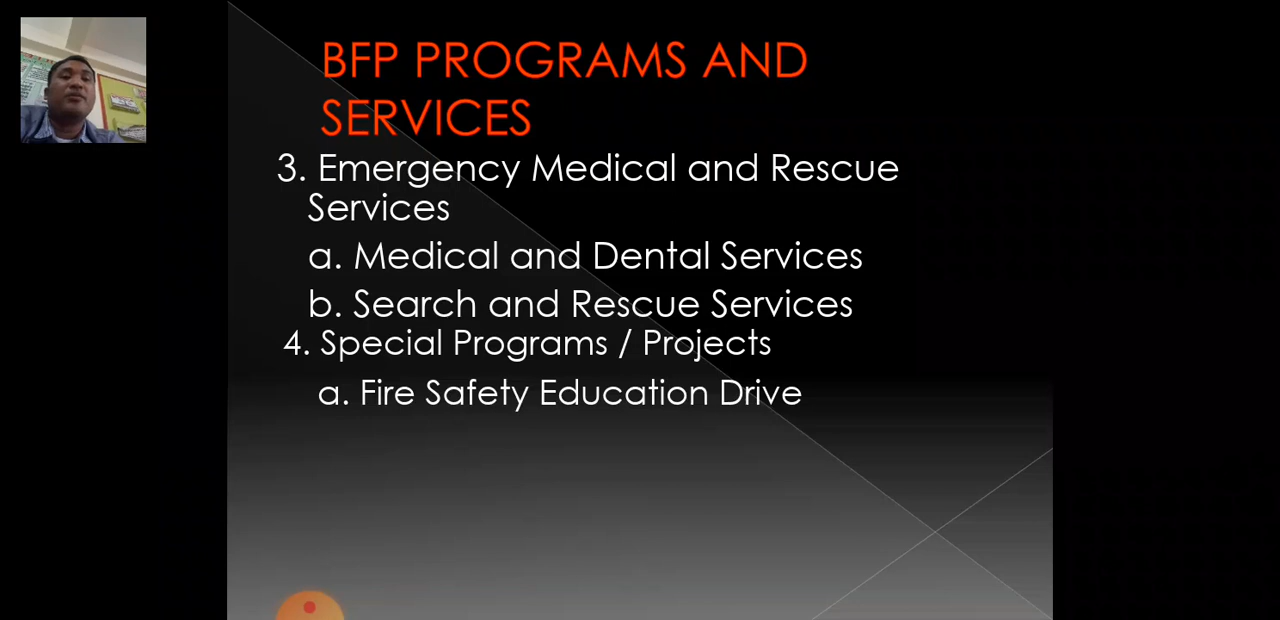 BFP PROGRAMS AND
SERVICES
3. Emergency Medical and Rescue
Services
a. Medical and Dental Services
b. Search and Rescue Services
4. Special Programs / Projects
a. Fire Safety Education Drive